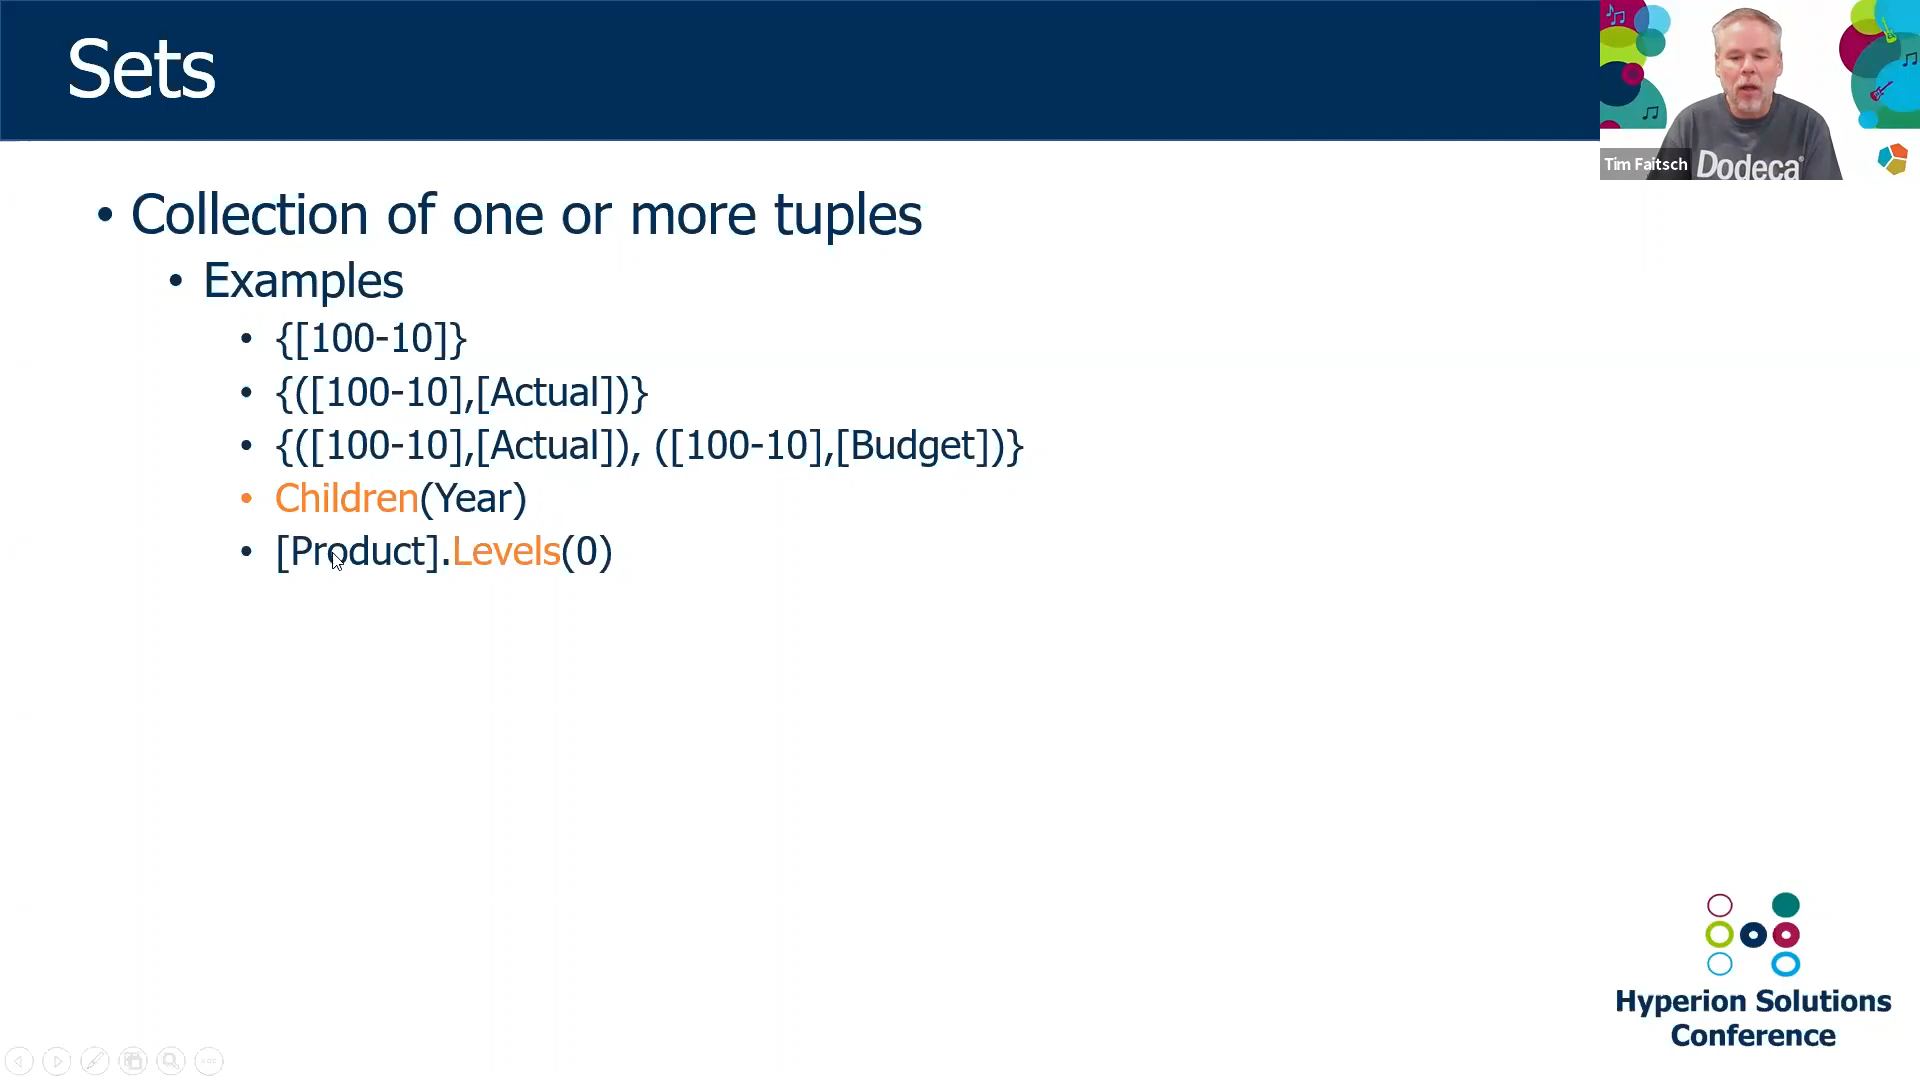 Sets
• Collection of one or more tuples
• Examples
• {[100-10]}
• {([100-10],[Actual])}
• {([100-10],[Actual]), ([100-10],[Budget])}
• Children(Year)
• [Product].Levels(0)
Tim Faitsch
Dodeca
Hyperion Solutions
Conference